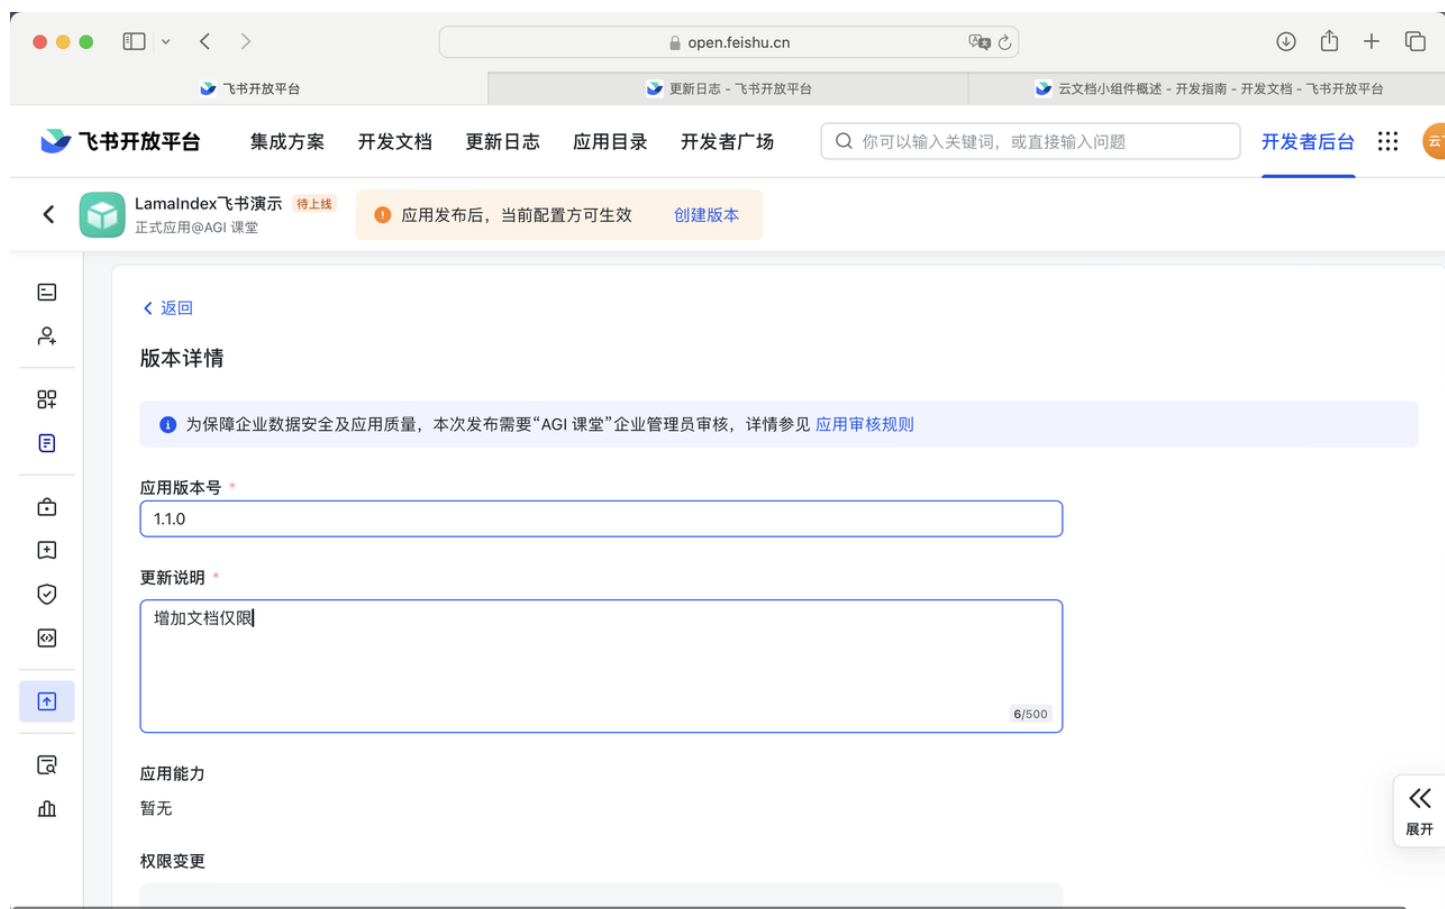 open.feishu.cn
飞书开放平台
更新日志 - 飞书开放平台
云文档小组件概述 - 开发指南 - 开发文档 - 飞书开放平台
飞书开放平台 集成方案 开发文档 更新日志 应用目录 开发者广场 你可以输入关键词，或直接输入问题 开发者后台 云
LamaIndex飞书演示 待上线
正式应用@AGI 课堂
应用发布后，当前配置方可生效 创建版本
返回
版本详情
为保障企业数据安全及应用质量，本次发布需要“AGI 课堂”企业管理员审核，详情参见 应用审核规则
应用版本号 *
1.1.0
更新说明 *
增加文档仅限
6/500
应用能力
暂无
展开
权限变更